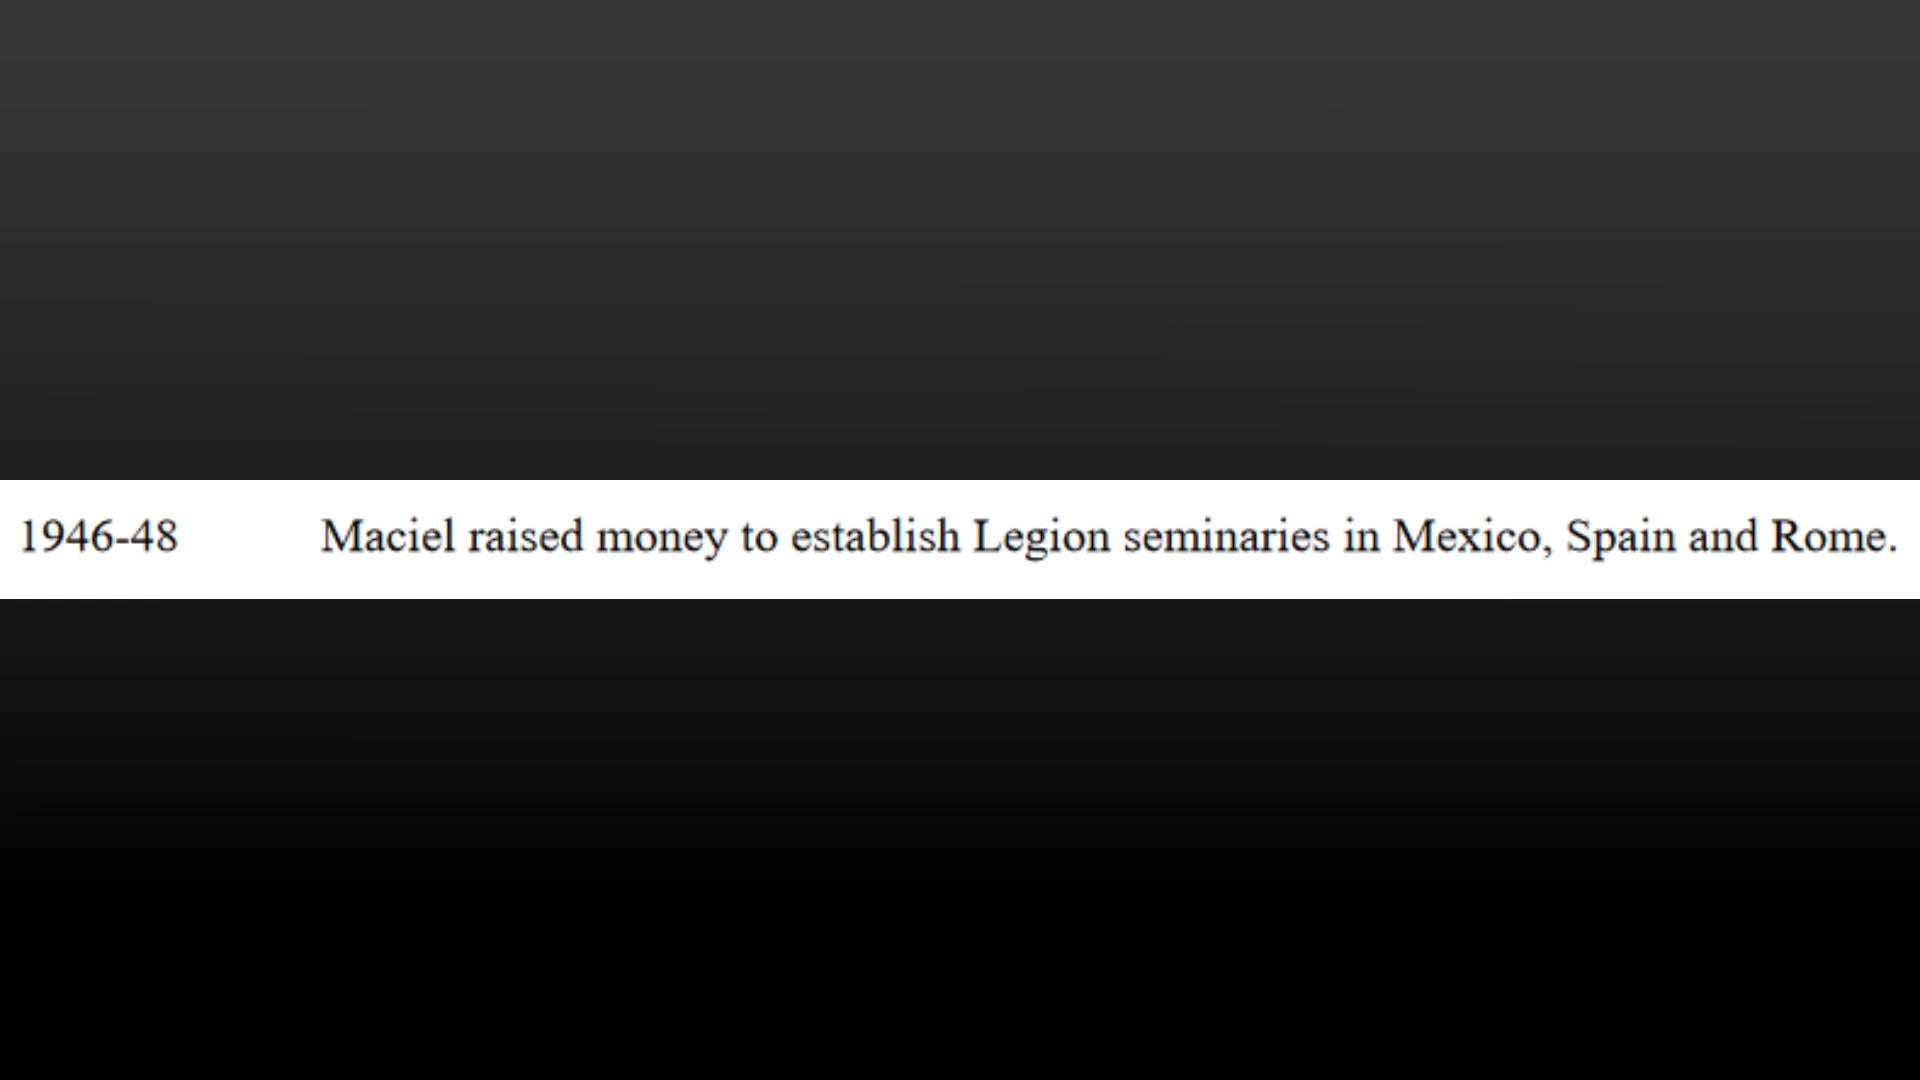 1946-48 Maciel raised money to establish Legion seminaries in Mexico, Spain and Rome.